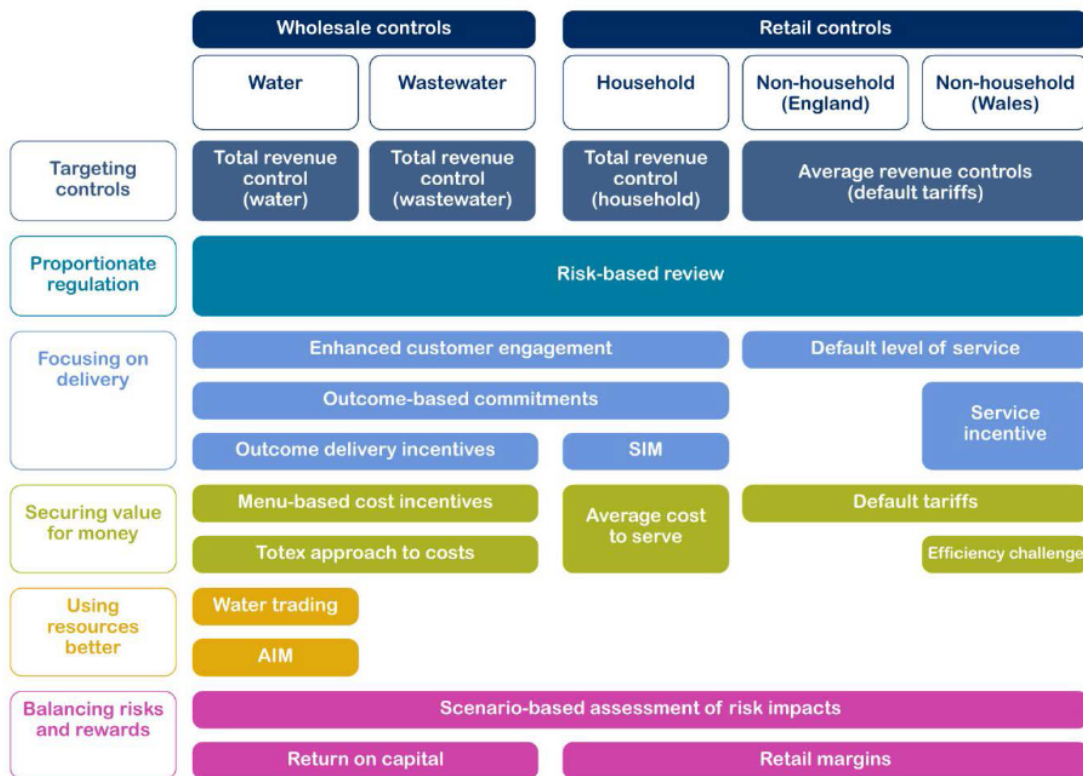 Wholesale controls
Retail controls
Water
Wastewater
Household
Non-household
(England)
Non-household
(Wales)
Targeting
controls
Total revenue
control
(water)
Total revenue
control
(wastewater)
Total revenue
control
(household)
Average revenue controls
(default tariffs)
Proportionate
regulation
Risk-based review
Focusing on
delivery
Enhanced customer engagement
Default level of service
Outcome-based commitments
Service
incentive
Outcome delivery incentives
SIM
Securing value
for money
Menu-based cost incentives
Average cost
to serve
Default tariffs
Totex approach to costs
Efficiency challenge
Using
resources
better
Water trading
AIM
Balancing risks
and rewards
Scenario-based assessment of risk impacts
Return on capital
Retail margins